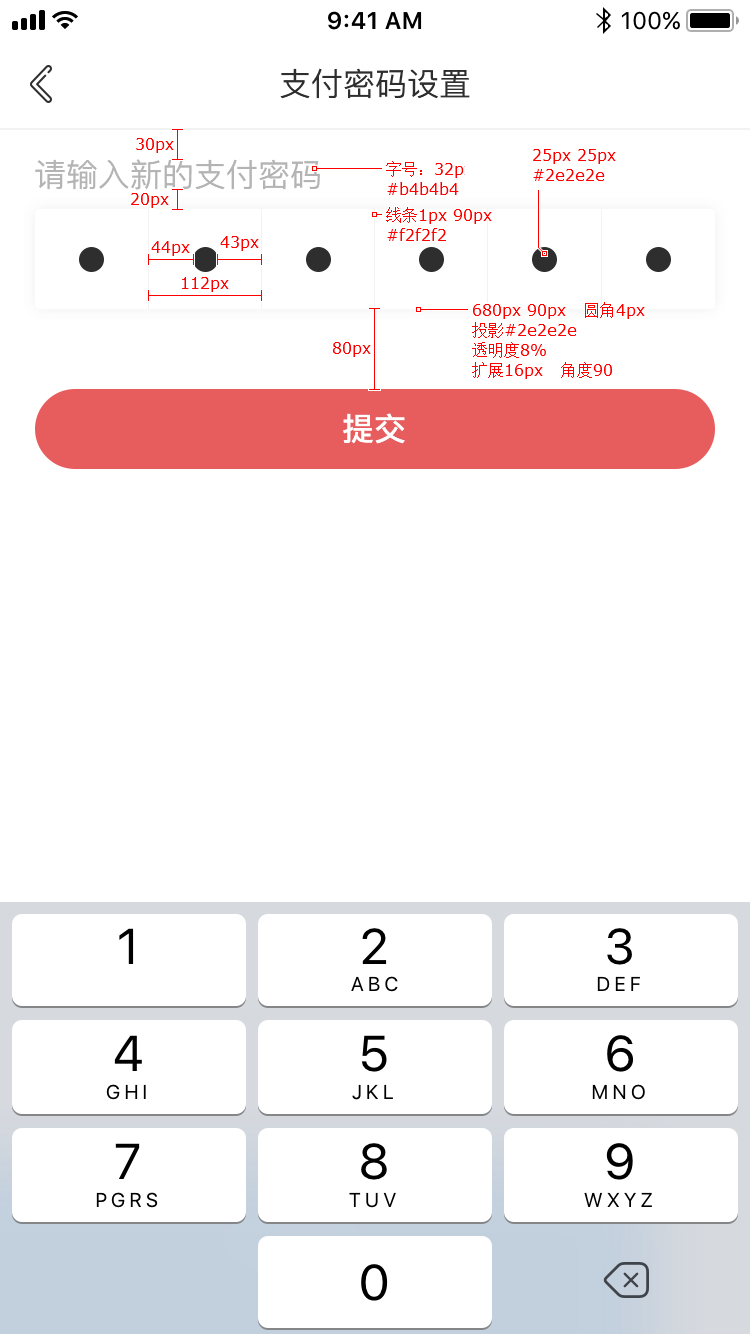 9:41 AM
100%
支付密码设置
30px
请输入新的支付密码
字号：32p
#b4b4b4
25px 25px
#2e2e2e
20px
线条1px 90px
#f2f2f2
44px
43px
112px
680px 90px 圆角4px
投影#2e2e2e
透明度8%
扩展16px 角度90
80px
提交
1
2
ABC
3
DEF
4
GHI
5
JKL
6
MNO
7
PGRS
8
TUV
9
WXYZ
0